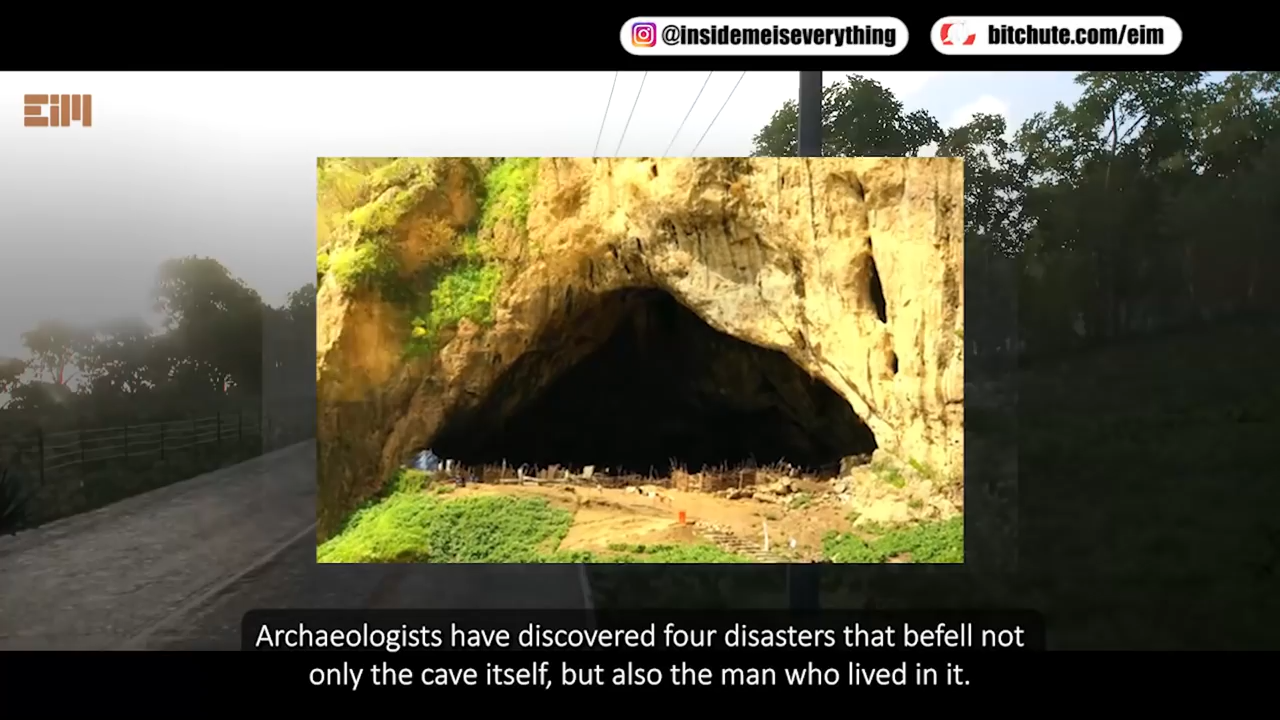 @insidemeiseverything
bitchute.com/eim
EIM
Archaeologists have discovered four disasters that befell not
only the cave itself, but also the man who lived in it.